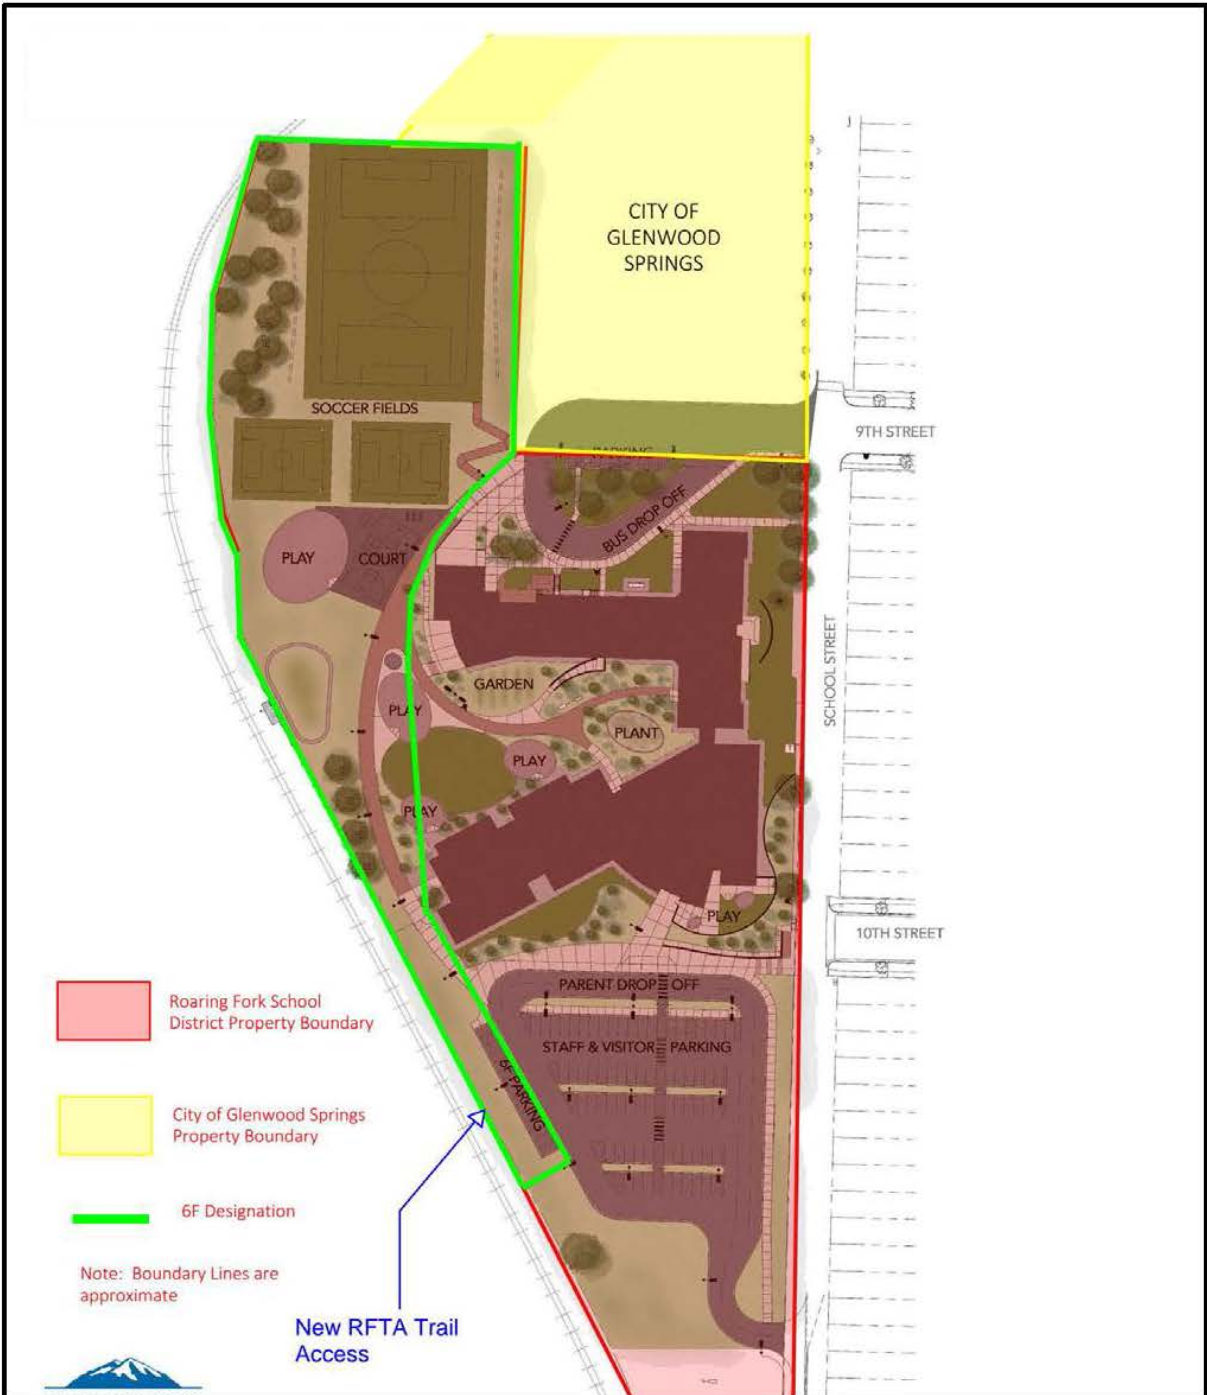 CITY OF
GLENWOOD
SPRINGS
SOCCER FIELDS
9TH STREET
PARKING
BUS DROP OFF
PLAY
COURT
SCHOOL STREET
GARDEN
PLAY
PLANT
PLAY
PLAY
PLAY
10TH STREET
PARENT DROP OFF
STAFF & VISITOR PARKING
6F PARKING
Roaring Fork School
District Property Boundary
City of Glenwood Springs
Property Boundary
6F Designation
Note: Boundary Lines are
approximate
New RFTA Trail
Access